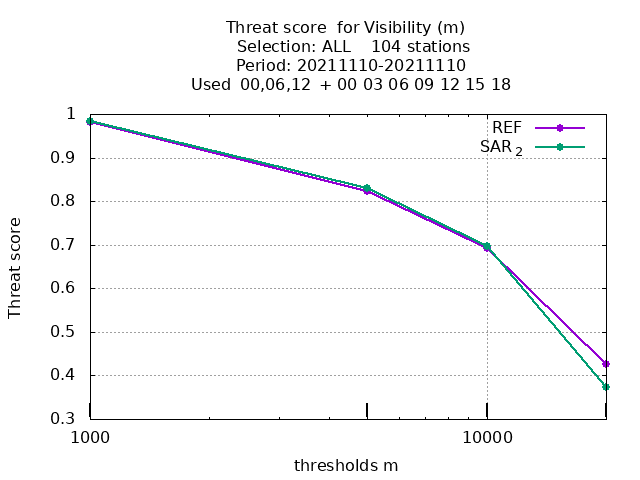 Threat score  for Visibility (m)
Selection: ALL    104 stations
Period: 20211110-20211110
Used  00,06,12  + 00 03 06 09 12 15 18
REF
SAR 2
1
0.9
0.8
0.7
0.6
0.5
0.4
0.3
Threat score
1000
10000
thresholds m